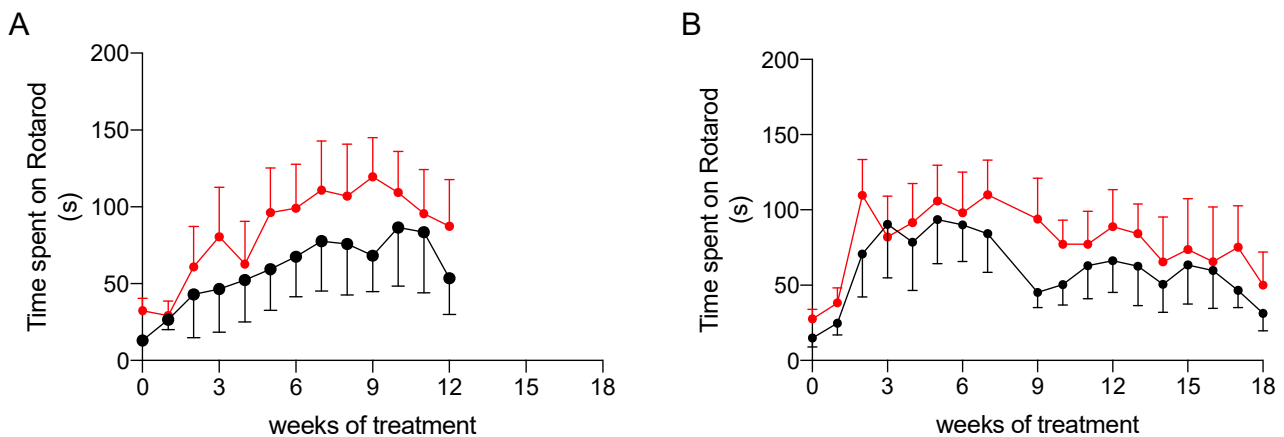 A
Time spent on Rotarod
(s)
200
150
100
50
0
0 3 6 9 12 15 18
weeks of treatment
B
Time spent on Rotarod
(s)
200
150
100
50
0
0 3 6 9 12 15 18
weeks of treatment